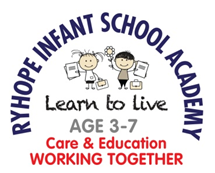 RYHOPE INFANT SCHOOL ACADEMY
Learn to live
AGE 3-7
Care & Education
WORKING TOGETHER